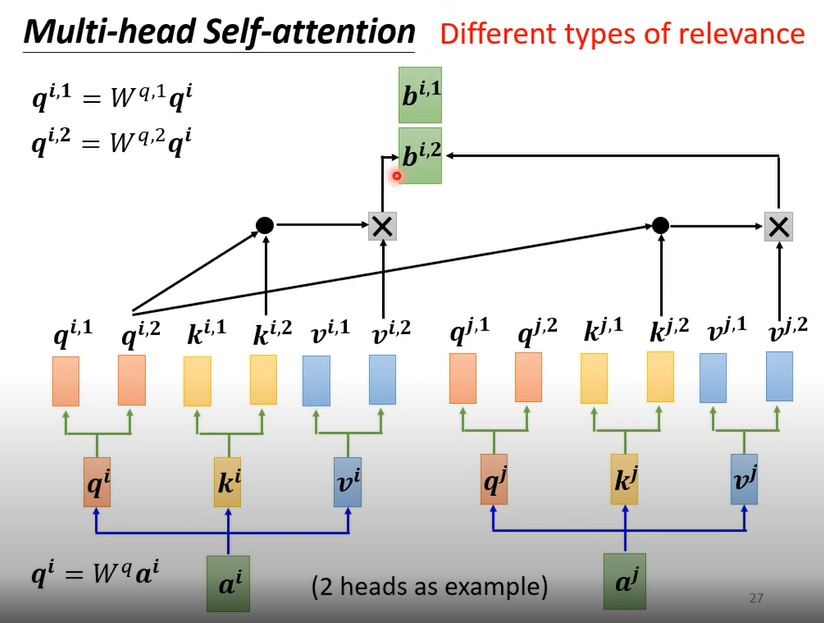 Multi-head Self-attention Different types of relevance
q^{i,1} = W^{q,1}q^i
b^{i,1}
q^{i,2} = W^{q,2}q^i
b^{i,2}
q^{i,1} q^{i,2} k^{i,1} k^{i,2} v^{i,1} v^{i,2} q^{j,1} q^{j,2} k^{j,1} k^{j,2} v^{j,1} v^{j,2}
q^i k^i v^i q^j k^j v^j
q^i = W^q a^i
a^i (2 heads as example) a^j
27